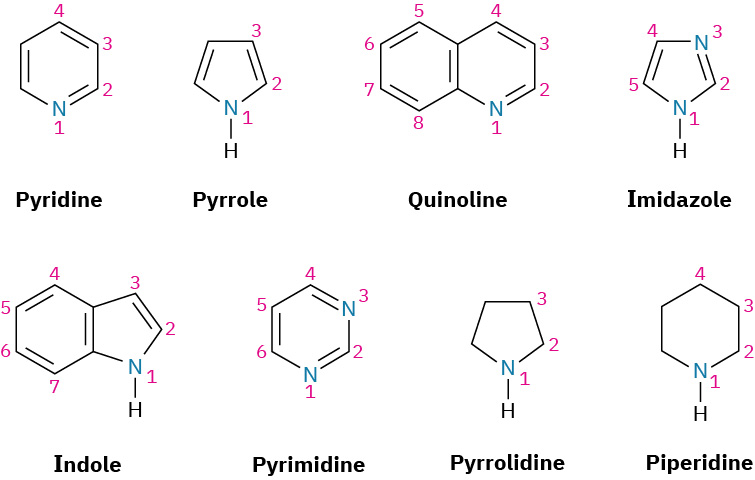 4
3
2
N
1
Pyridine
3
2
N
1
H
Pyrrole
5
4
6
3
7
2
8
N
1
Quinoline
4
N
3
5
2
N
1
H
Imidazole
4
3
5
2
6
N
1
7
H
Indole
4
5
N
3
6
2
N
1
Pyrimidine
3
2
N
1
H
Pyrrolidine
4
3
2
N
1
H
Piperidine